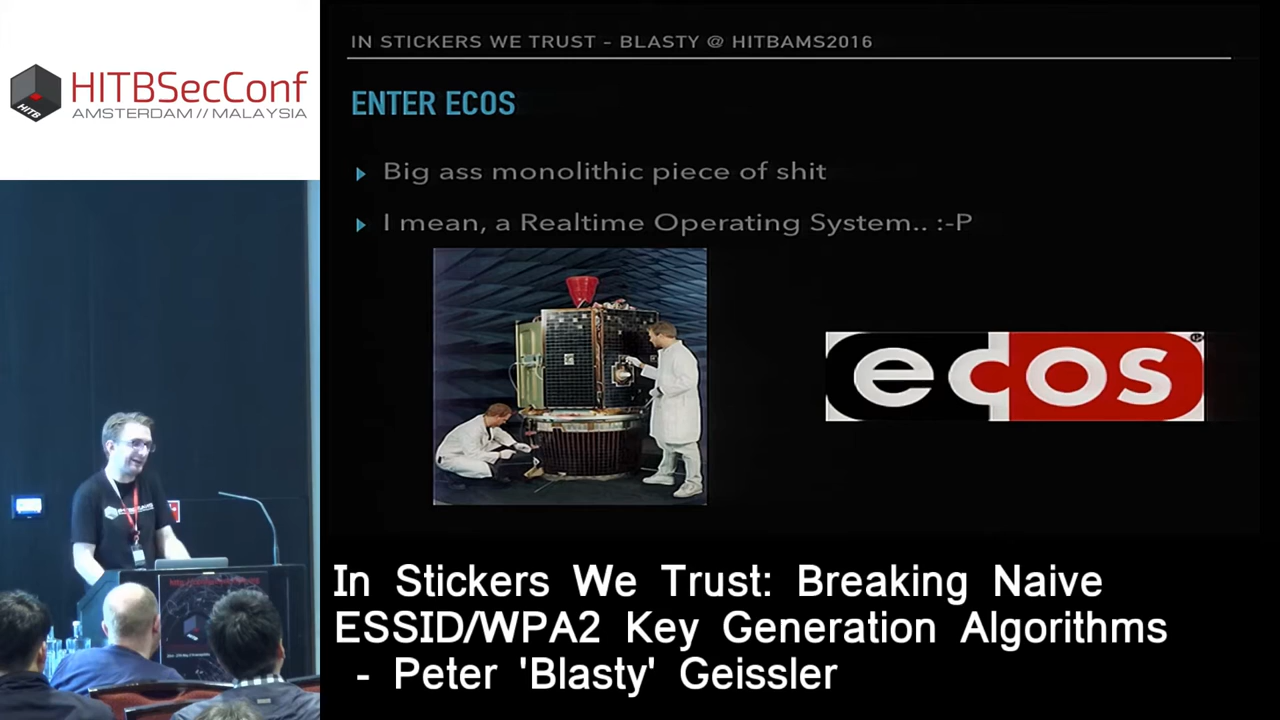 HITBSecConf
AMSTERDAM // MALAYSIA
HITB
IN STICKERS WE TRUST - BLASTY @ HITBAMS2016
ENTER ECOS
Big ass monolithic piece of shit
I mean, a Realtime Operating System.. :-P
ecos
In Stickers We Trust: Breaking Naive
ESSID/WPA2 Key Generation Algorithms
- Peter 'Blasty' Geissler